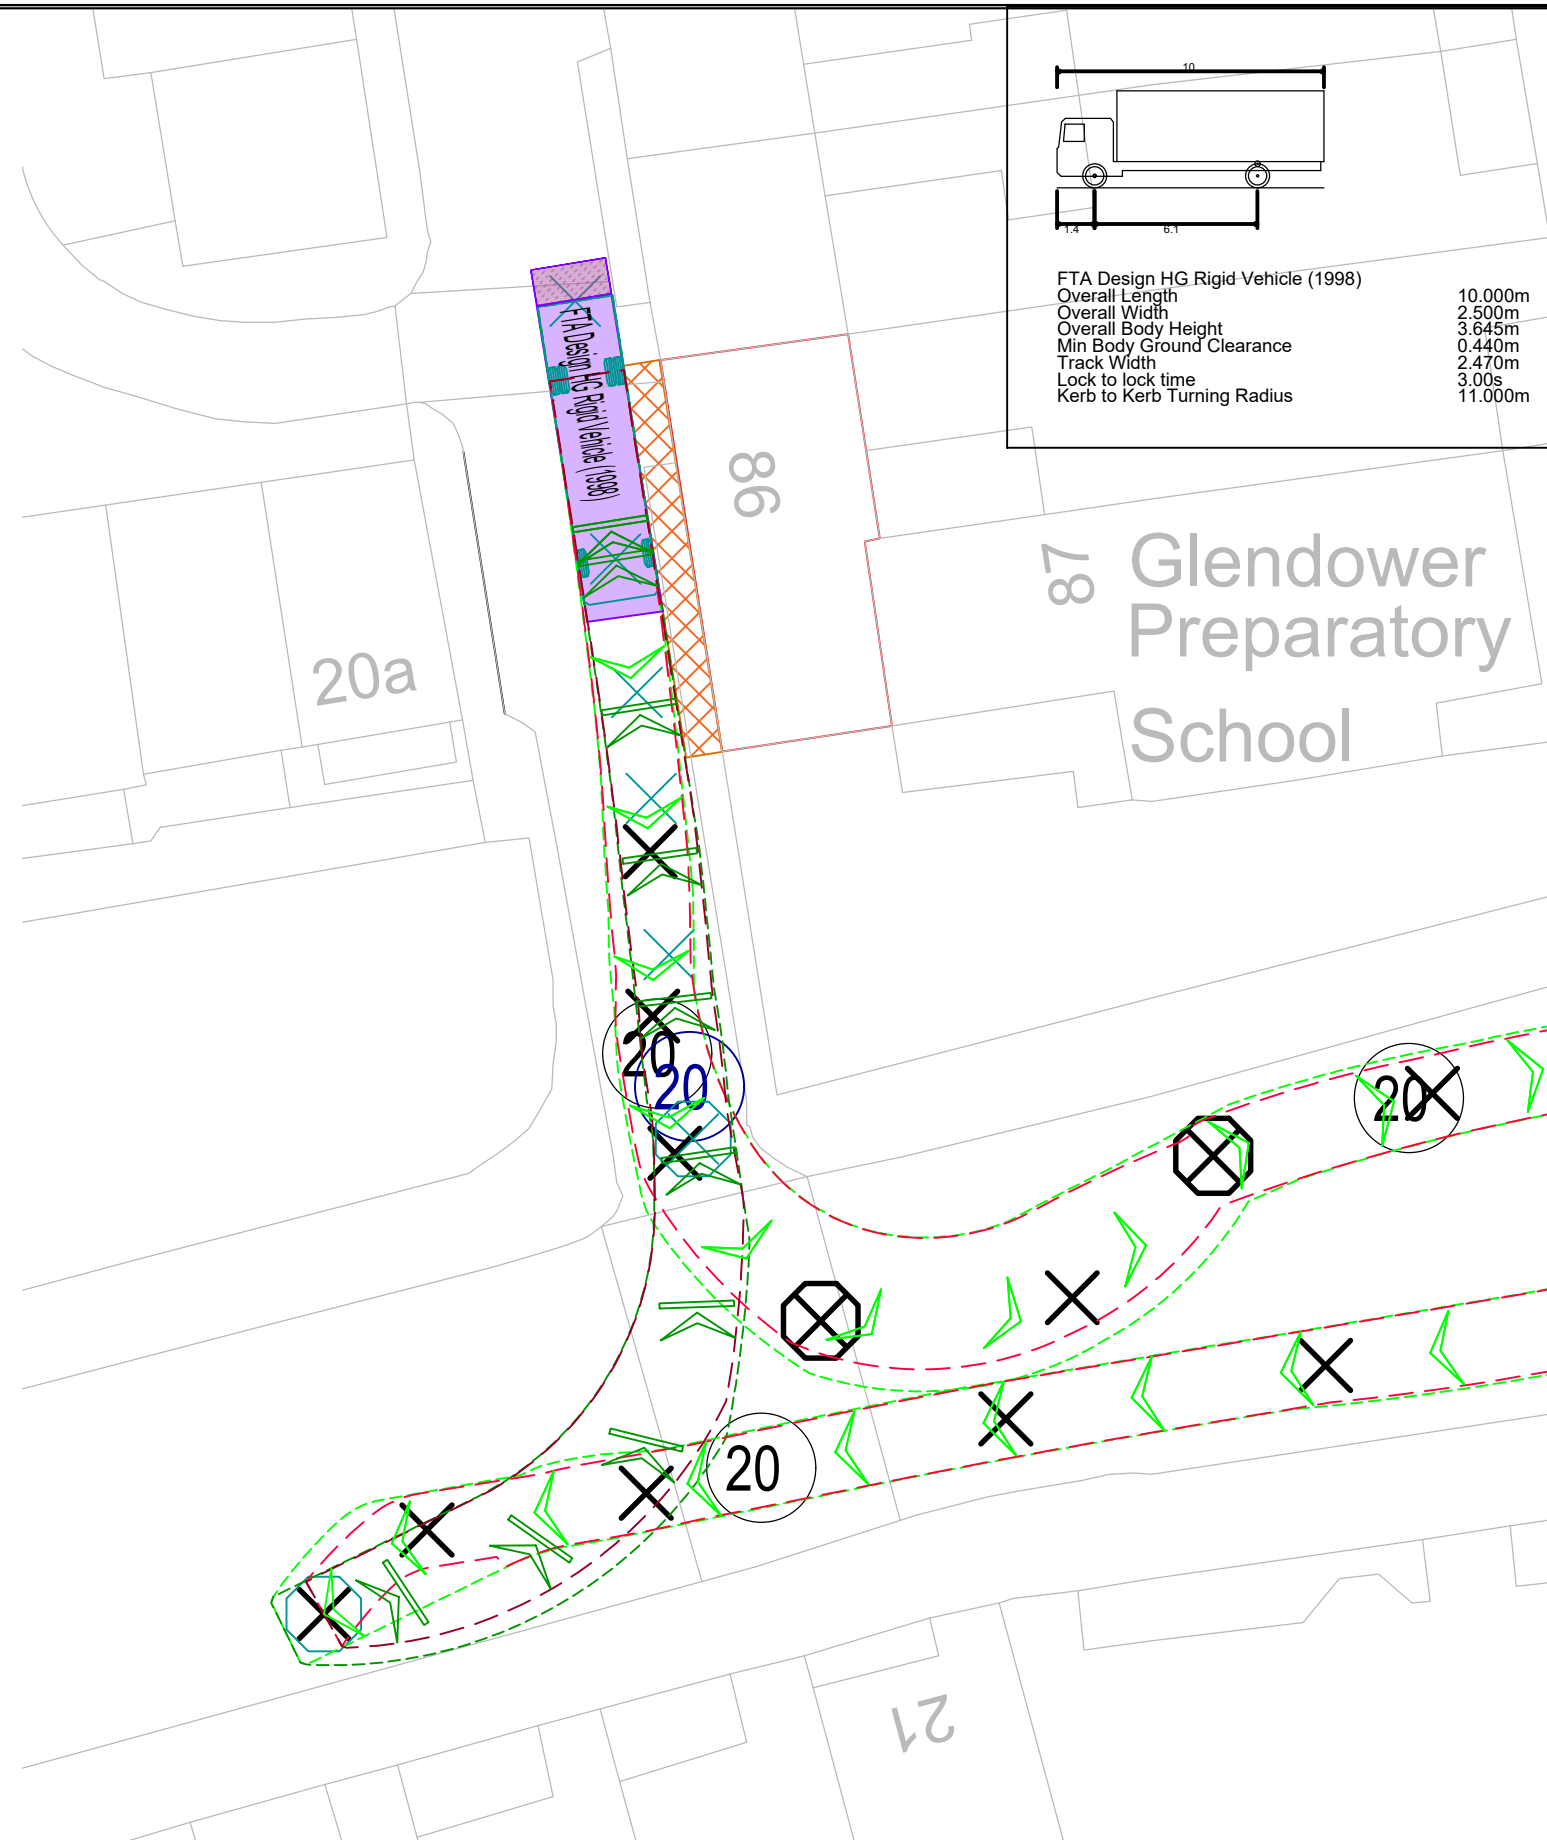 10
1.4
6.1
FTA Design HG Rigid Vehicle (1998)
Overall Length 10.000m
Overall Width 2.500m
Overall Body Height 3.645m
Min Body Ground Clearance 0.440m
Track Width 2.470m
Lock to lock time 3.00s
Kerb to Kerb Turning Radius 11.000m
FTA Design HG Rigid Vehicle (1998)
86
87
Glendower
Preparatory
School
20a
20
20
20
20
21